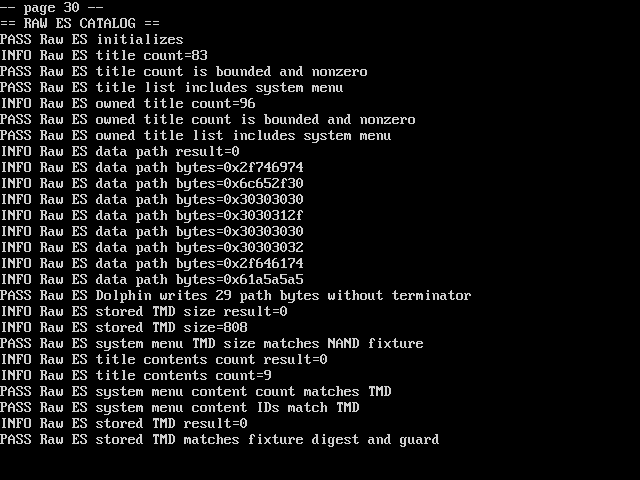 -- page 30 --
== RAW ES CATALOG ==
PASS Raw ES initializes
INFO Raw ES title count=83
PASS Raw ES title count is bounded and nonzero
PASS Raw ES title list includes system menu
INFO Raw ES owned title count=96
PASS Raw ES owned title count is bounded and nonzero
PASS Raw ES owned title list includes system menu
INFO Raw ES data path result=0
INFO Raw ES data path bytes=0x2f746974
INFO Raw ES data path bytes=0x6c652f30
INFO Raw ES data path bytes=0x30303030
INFO Raw ES data path bytes=0x3030312f
INFO Raw ES data path bytes=0x30303030
INFO Raw ES data path bytes=0x30303032
INFO Raw ES data path bytes=0x2f646174
INFO Raw ES data path bytes=0x61a5a5a5
PASS Raw ES Dolphin writes 29 path bytes without terminator
INFO Raw ES stored TMD size result=0
INFO Raw ES stored TMD size=808
PASS Raw ES system menu TMD size matches NAND fixture
INFO Raw ES title contents count result=0
INFO Raw ES title contents count=9
PASS Raw ES system menu content count matches TMD
PASS Raw ES system menu content IDs match TMD
INFO Raw ES stored TMD result=0
PASS Raw ES stored TMD matches fixture digest and guard